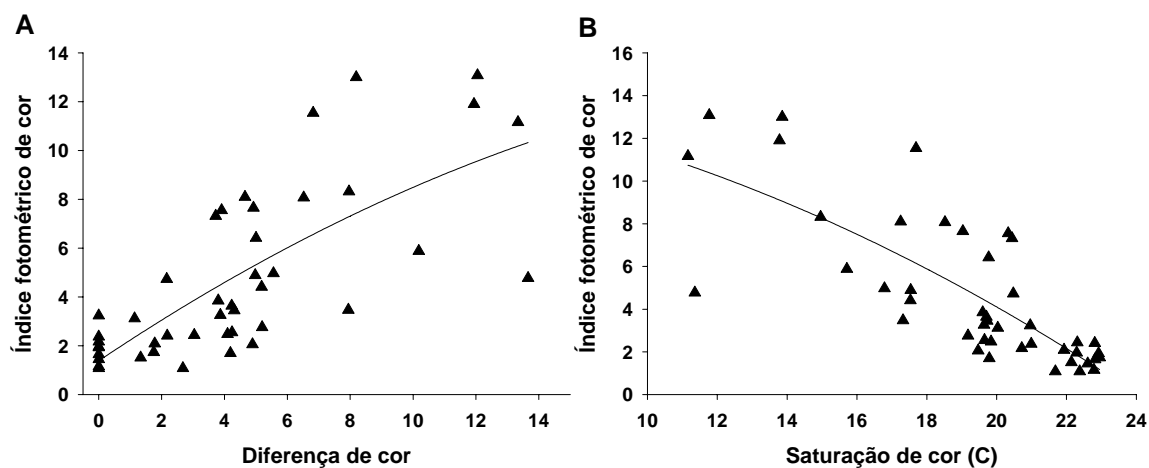 A
Índice fotométrico de cor
14
12
10
8
6
4
2
0
0 2 4 6 8 10 12 14
Diferença de cor
B
Índice fotométrico de cor
16
14
12
10
8
6
4
2
0
10 12 14 16 18 20 22 24
Saturação de cor (C)